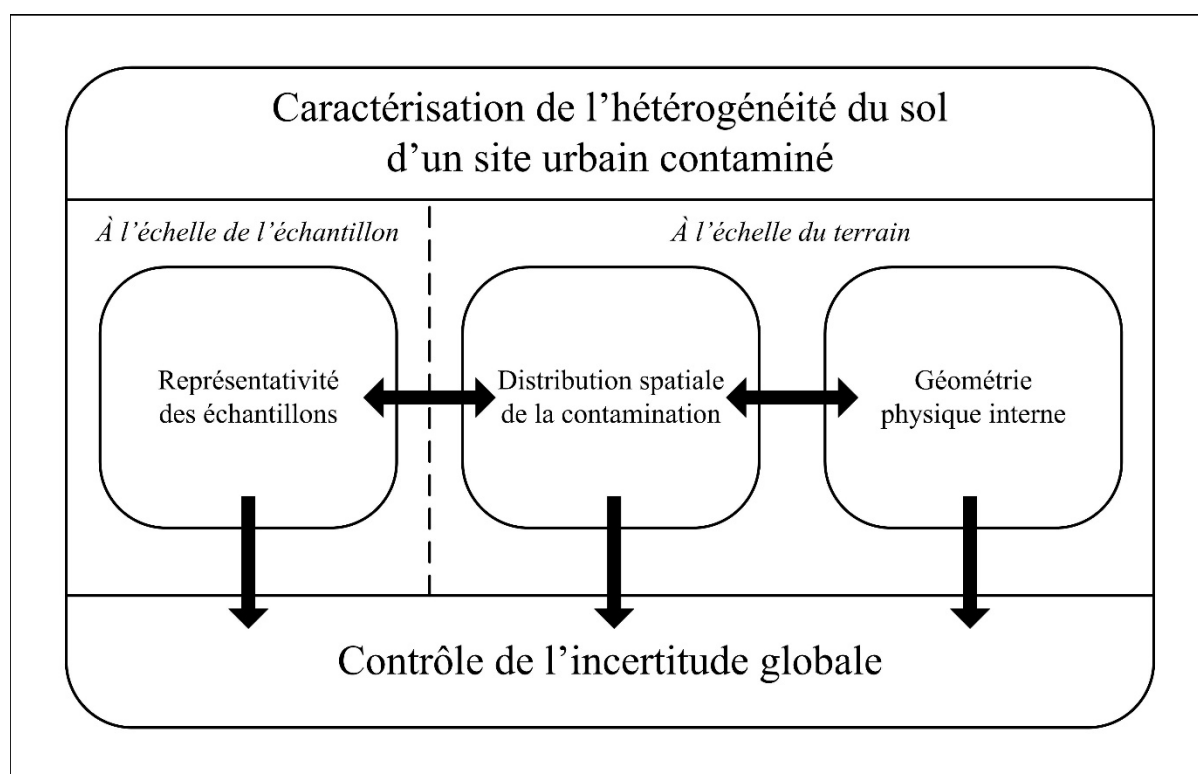 Caractérisation de l’hétérogénéité du sol
d’un site urbain contaminé
À l’échelle de l’échantillon
À l’échelle du terrain
Représentativité
des échantillons
Distribution spatiale
de la contamination
Géométrie
physique interne
Contrôle de l’incertitude globale